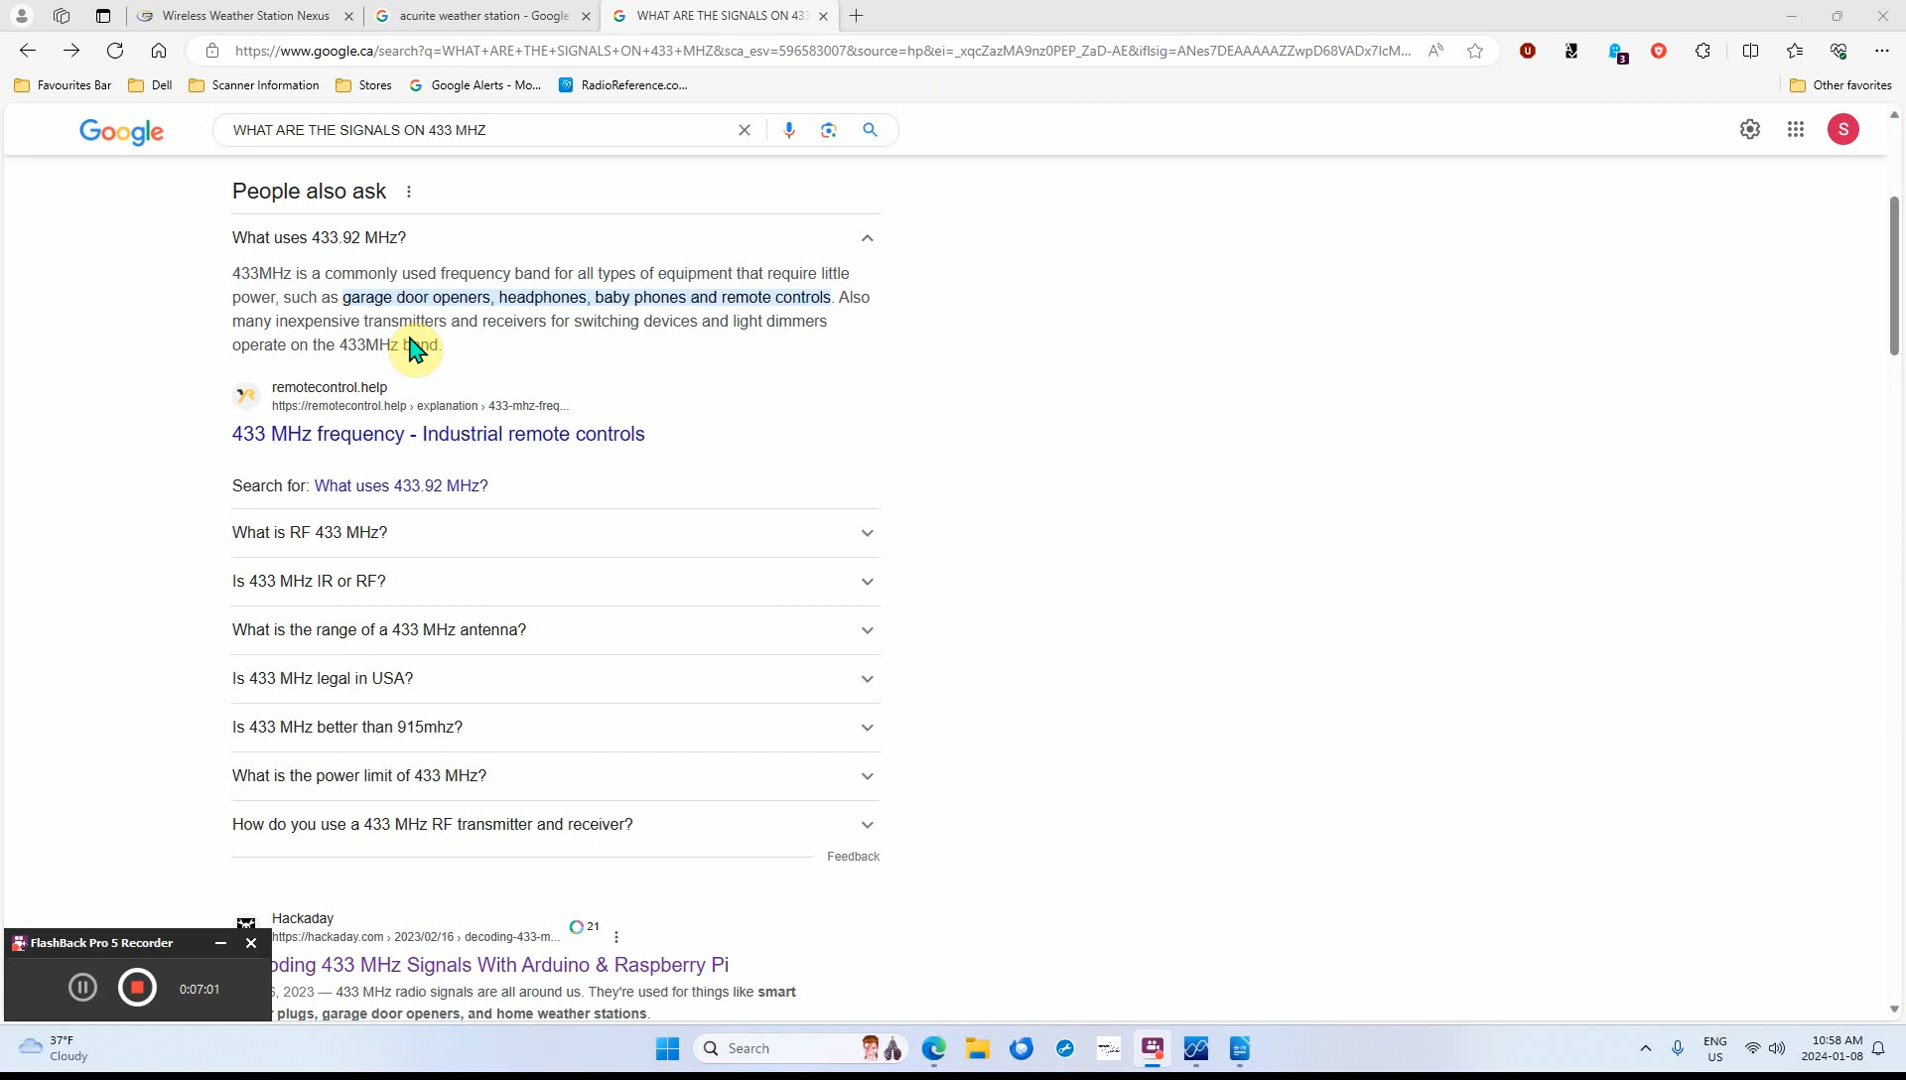 Wireless Weather Station Nexus
acurite weather station - Google
WHAT ARE THE SIGNALS ON 433
https://www.google.ca/search?q=WHAT+ARE+THE+SIGNALS+ON+433+MHZ&sca_esv=596583007&source=hp&ei=_xqcZazMA9nz0PEP_ZaD-AE&iflsig=ANes7DEAAAAAZZwpD68VADx7IcM...
3
Favourites Bar
Dell
Scanner Information
Stores
Google Alerts - Mo...
RadioReference.co...
Other favorites
Google
WHAT ARE THE SIGNALS ON 433 MHZ
S
People also ask
What uses 433.92 MHz?
433MHz is a commonly used frequency band for all types of equipment that require little
power, such as garage door openers, headphones, baby phones and remote controls. Also
many inexpensive transmitters and receivers for switching devices and light dimmers
operate on the 433MHz band.
remotecontrol.help
https://remotecontrol.help › explanation › 433-mhz-freq...
433 MHz frequency - Industrial remote controls
Search for: What uses 433.92 MHz?
What is RF 433 MHz?
Is 433 MHz IR or RF?
What is the range of a 433 MHz antenna?
Is 433 MHz legal in USA?
Is 433 MHz better than 915mhz?
What is the power limit of 433 MHz?
How do you use a 433 MHz RF transmitter and receiver?
Feedback
Hackaday
https://hackaday.com › 2023/02/16 › decoding-433-m...
21
oding 433 MHz Signals With Arduino & Raspberry Pi
6, 2023 — 433 MHz radio signals are all around us. They're used for things like smart
plugs, garage door openers, and home weather stations.
FlashBack Pro 5 Recorder
0:07:01
37°F
Cloudy
Search
ENG
US
10:58 AM
2024-01-08